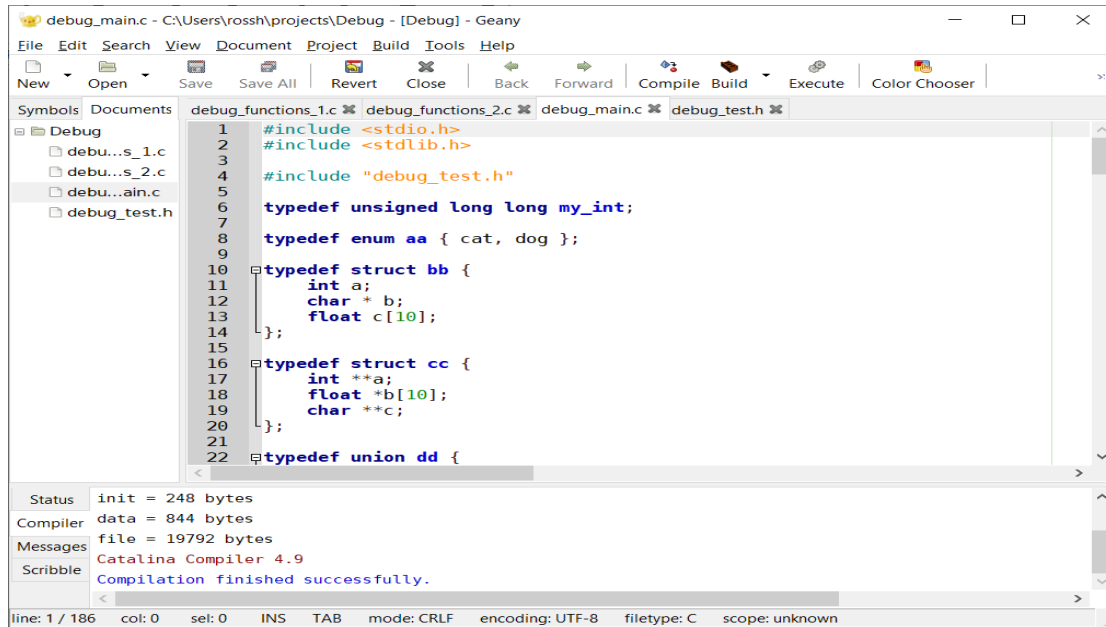 debug_main.c - C:\Users\rossh\projects\Debug - [Debug] - Geany
File Edit Search View Document Project Build Tools Help
New Open Save Save All Revert Close Back Forward Compile Build Execute Color Chooser
Symbols Documents debug_functions_1.c debug_functions_2.c debug_main.c debug_test.h
Debug
debu...s_1.c
debu...s_2.c
debu...ain.c
debug_test.h
1 #include <stdio.h>
2 #include <stdlib.h>
3
4 #include "debug_test.h"
5
6 typedef unsigned long long my_int;
7
8 typedef enum aa { cat, dog };
9
10 typedef struct bb {
11 int a;
12 char * b;
13 float c[10];
14 };
15
16 typedef struct cc {
17 int **a;
18 float *b[10];
19 char **c;
20 };
21
22 typedef union dd {
Status
Compiler
Messages
Scribble
init = 248 bytes
data = 844 bytes
file = 19792 bytes
Catalina Compiler 4.9
Compilation finished successfully.
line: 1 / 186 col: 0 sel: 0 INS TAB mode: CRLF encoding: UTF-8 filetype: C scope: unknown